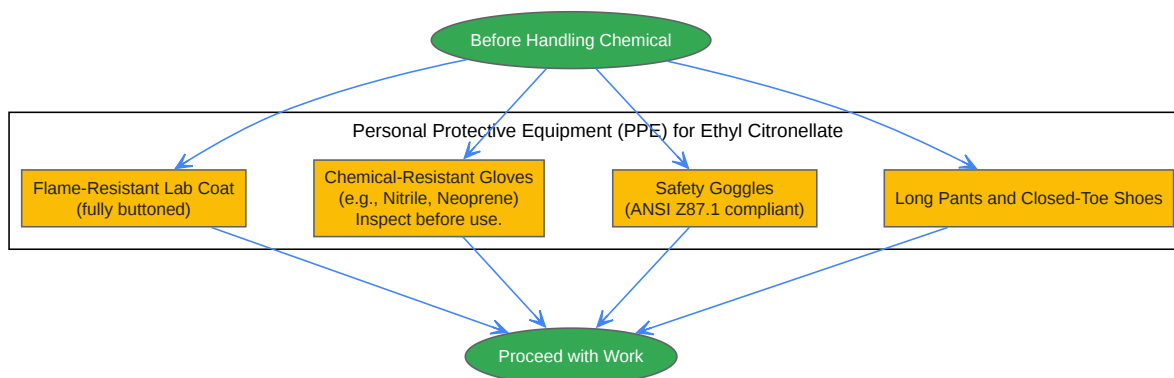 Before Handling Chemical
Personal Protective Equipment (PPE) for Ethyl Citronellate
Flame-Resistant Lab Coat
(fully buttoned)
Chemical-Resistant Gloves
(e.g., Nitrile, Neoprene)
Inspect before use.
Safety Goggles
(ANSI Z87.1 compliant)
Long Pants and Closed-Toe Shoes
Proceed with Work